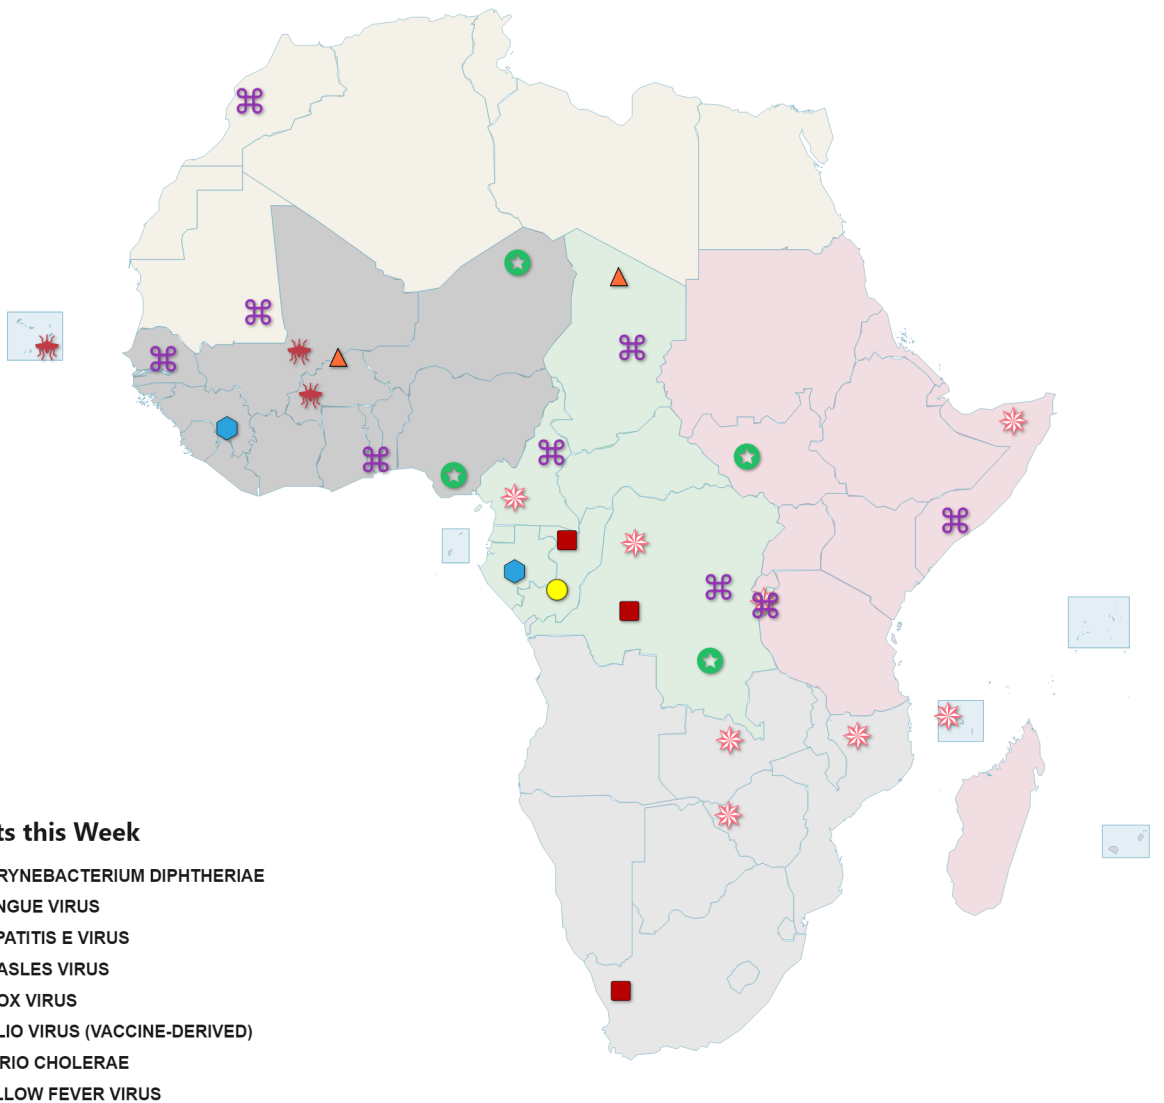 ts this Week
RYNEBACTERIUM DIPHTHERIAE
NGUE VIRUS
PATITIS E VIRUS
ASLES VIRUS
OX VIRUS
LIO VIRUS (VACCINE-DERIVED)
RIO CHOLERAE
LLOW FEVER VIRUS